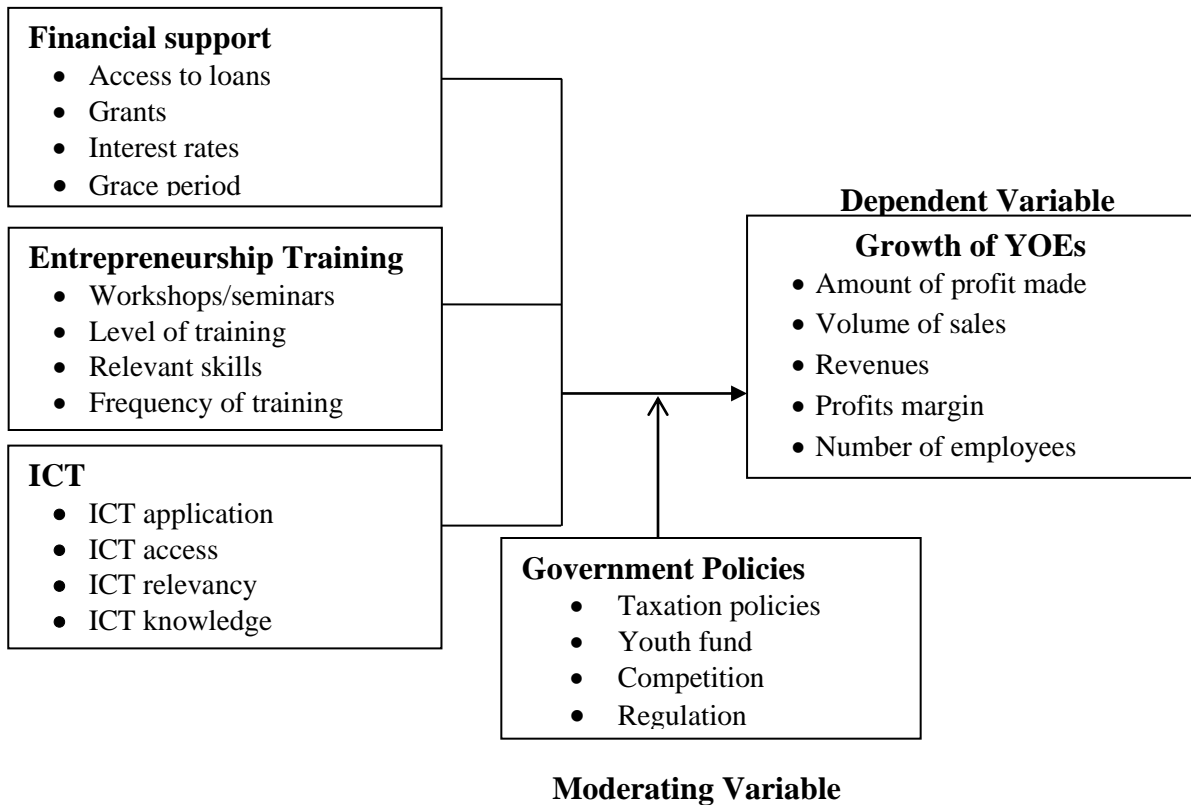 Financial support
• Access to loans
• Grants
• Interest rates
• Grace period
Entrepreneurship Training
• Workshops/seminars
• Level of training
• Relevant skills
• Frequency of training
ICT
• ICT application
• ICT access
• ICT relevancy
• ICT knowledge
Dependent Variable
Growth of YOEs
• Amount of profit made
• Volume of sales
• Revenues
• Profits margin
• Number of employees
Government Policies
• Taxation policies
• Youth fund
• Competition
• Regulation
Moderating Variable